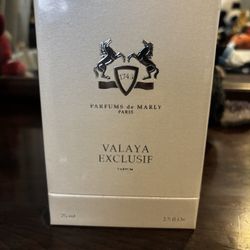 1743
PARFUMS de MARLY
PARIS
VALAYA
EXCLUSIF
PARFUM
75 ml
2.5 fl.Oz